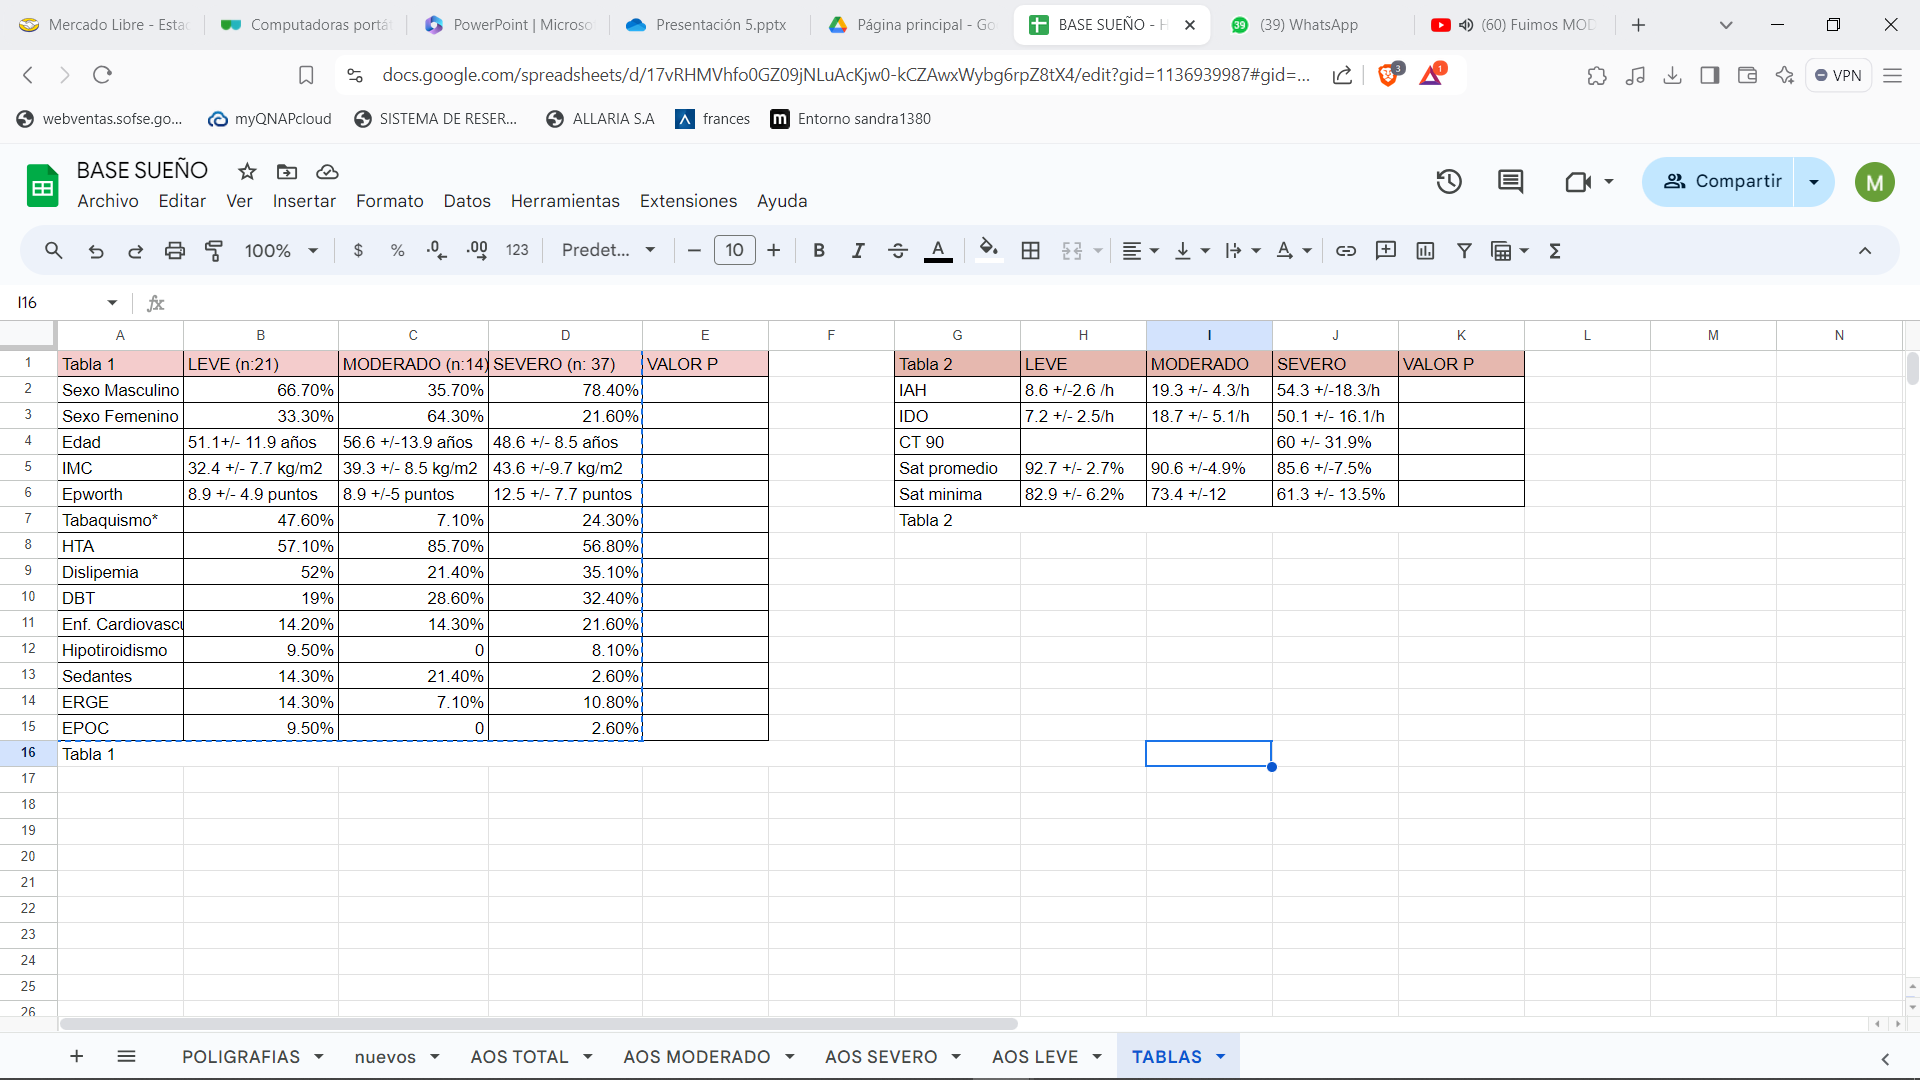 Mercado Libre - Estac
Computadoras portát
PowerPoint | Microso
Presentación 5.pptx
Página principal - Go
BASE SUEÑO - H
39
(39) WhatsApp
(60) Fuimos MOD
docs.google.com/spreadsheets/d/17vRHMVhfo0GZ09jNLuAcKjw0-kCZAwxWybg6rpZ8tX4/edit?gid=1136939987#gid=...
3
1
VPN
webventas.sofse.go...
myQNAPcloud
SISTEMA DE RESER...
ALLARIA S.A
frances
m Entorno sandra1380
BASE SUEÑO
Archivo Editar Ver Insertar Formato Datos Herramientas Extensiones Ayuda
Compartir
M
100% $ % .0 .00 123 Predet... 10 B I A A Σ
I16
fx
A B C D E F G H I J K L M N
1 Tabla 1 LEVE (n:21) MODERADO (n:14) SEVERO (n: 37) VALOR P Tabla 2 LEVE MODERADO SEVERO VALOR P
2 Sexo Masculino 66.70% 35.70% 78.40% IAH 8.6 +/-2.6 /h 19.3 +/- 4.3/h 54.3 +/-18.3/h
3 Sexo Femenino 33.30% 64.30% 21.60% IDO 7.2 +/- 2.5/h 18.7 +/- 5.1/h 50.1 +/- 16.1/h
4 Edad 51.1+/- 11.9 años 56.6 +/-13.9 años 48.6 +/- 8.5 años CT 90 60 +/- 31.9%
5 IMC 32.4 +/- 7.7 kg/m2 39.3 +/- 8.5 kg/m2 43.6 +/-9.7 kg/m2 Sat promedio 92.7 +/- 2.7% 90.6 +/-4.9% 85.6 +/-7.5%
6 Epworth 8.9 +/- 4.9 puntos 8.9 +/-5 puntos 12.5 +/- 7.7 puntos Sat minima 82.9 +/- 6.2% 73.4 +/-12 61.3 +/- 13.5%
7 Tabaquismo* 47.60% 7.10% 24.30% Tabla 2
8 HTA 57.10% 85.70% 56.80%
9 Dislipemia 52% 21.40% 35.10%
10 DBT 19% 28.60% 32.40%
11 Enf. Cardiovascu 14.20% 14.30% 21.60%
12 Hipotiroidismo 9.50% 0 8.10%
13 Sedantes 14.30% 21.40% 2.60%
14 ERGE 14.30% 7.10% 10.80%
15 EPOC 9.50% 0 2.60%
16 Tabla 1
17
18
19
20
21
22
23
24
25
26
POLIGRAFIAS nuevos AOS TOTAL AOS MODERADO AOS SEVERO AOS LEVE TABLAS